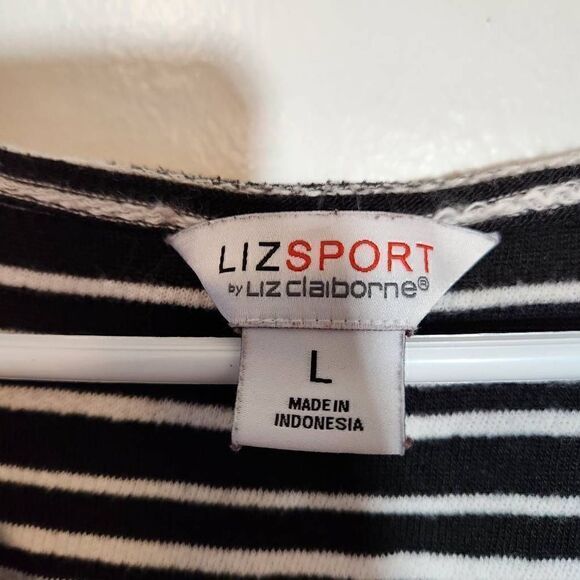 LIZSPORT
by Liz claiborne®
L
MADE IN
INDONESIA